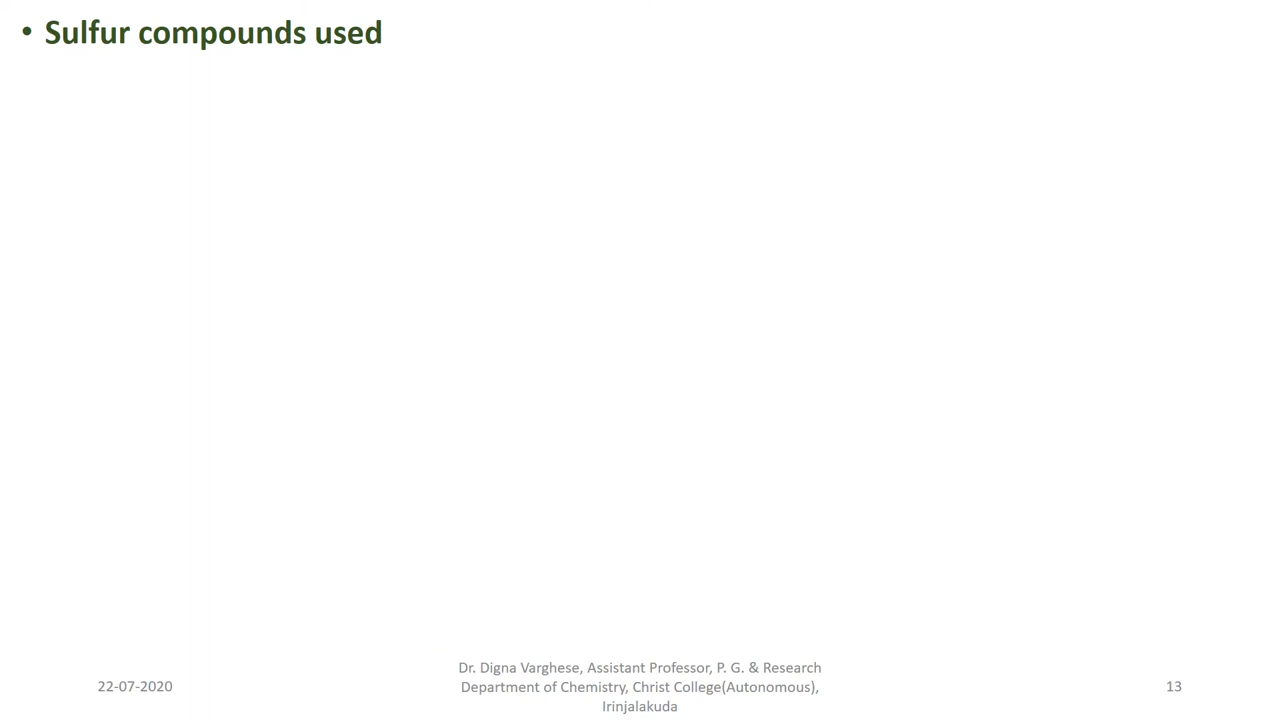 • Sulfur compounds used
Dr. Digna Varghese, Assistant Professor, P. G. & Research
Department of Chemistry, Christ College(Autonomous),
Irinjalakuda
22-07-2020
13